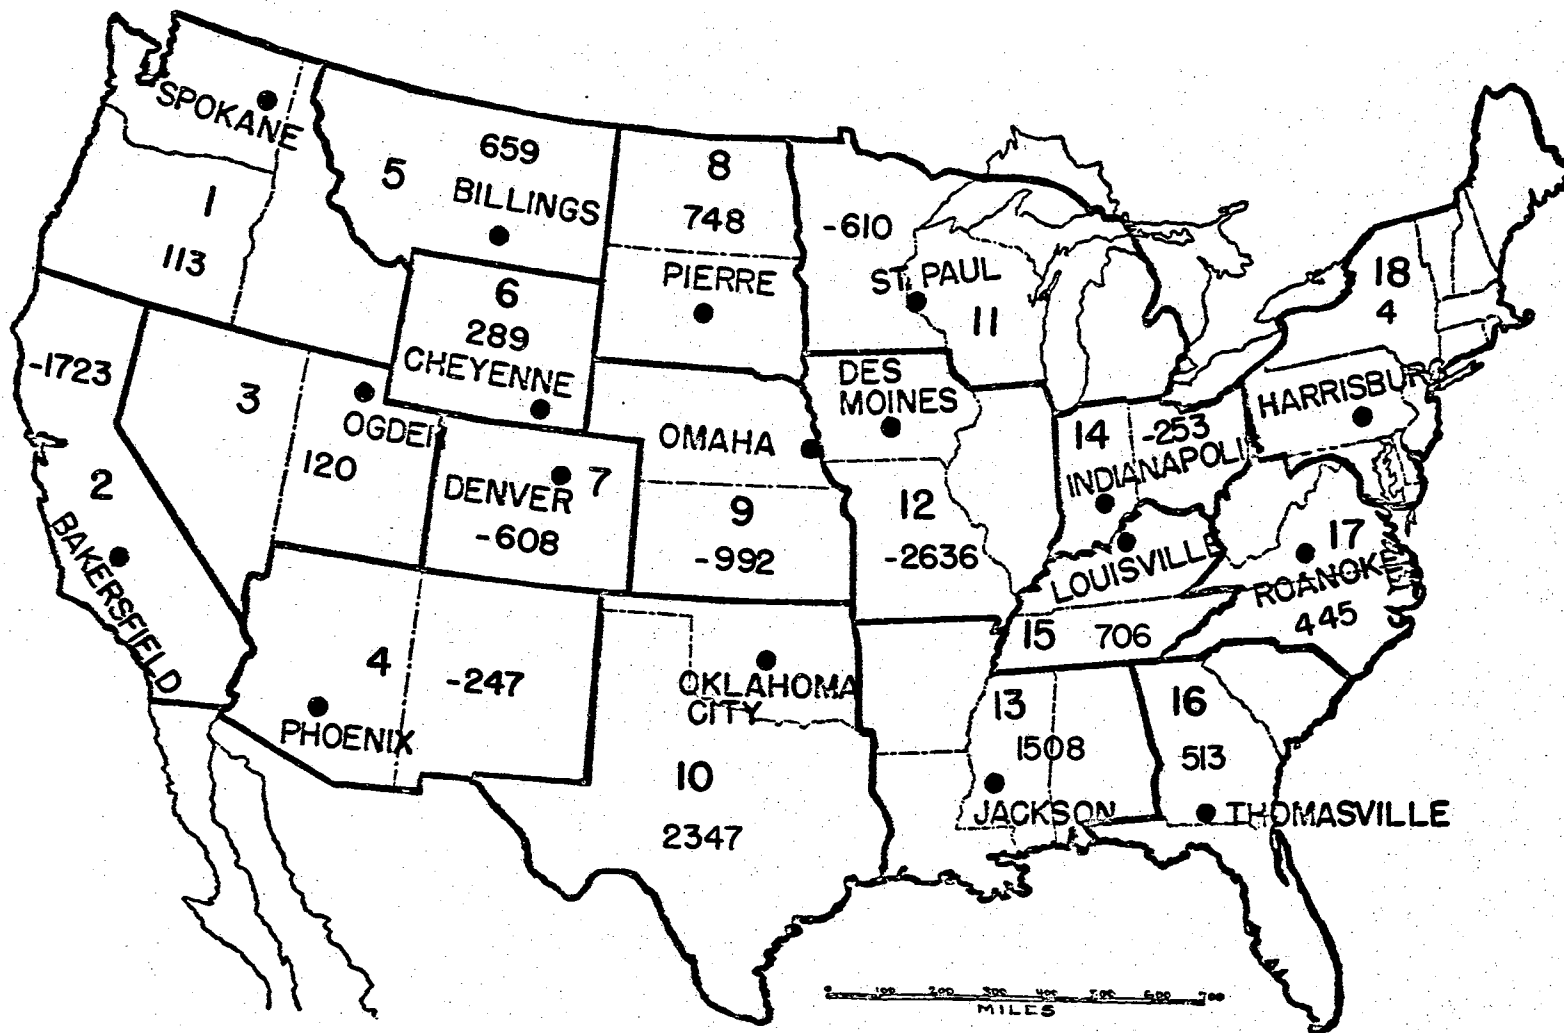 SPOKANE
1
113
5
659
BILLINGS
8
748
PIERRE
-610
ST. PAUL
11
18
4
HARRISBUR
6
289
CHEYENNE
-1723
2
BAKERSFIELD
3
OGDEN
120
DENVER 7
-608
OMAHA
9
-992
DES
MOINES
12
-2636
14 -253
INDIANAPOLI
LOUISVILLE
15 706
17
ROANOKE
445
4
-247
PHOENIX
OKLAHOMA
CITY
10
2347
13
1508
JACKSON
16
513
THOMASVILLE
0 100 200 300 400 500 600 700
MILES